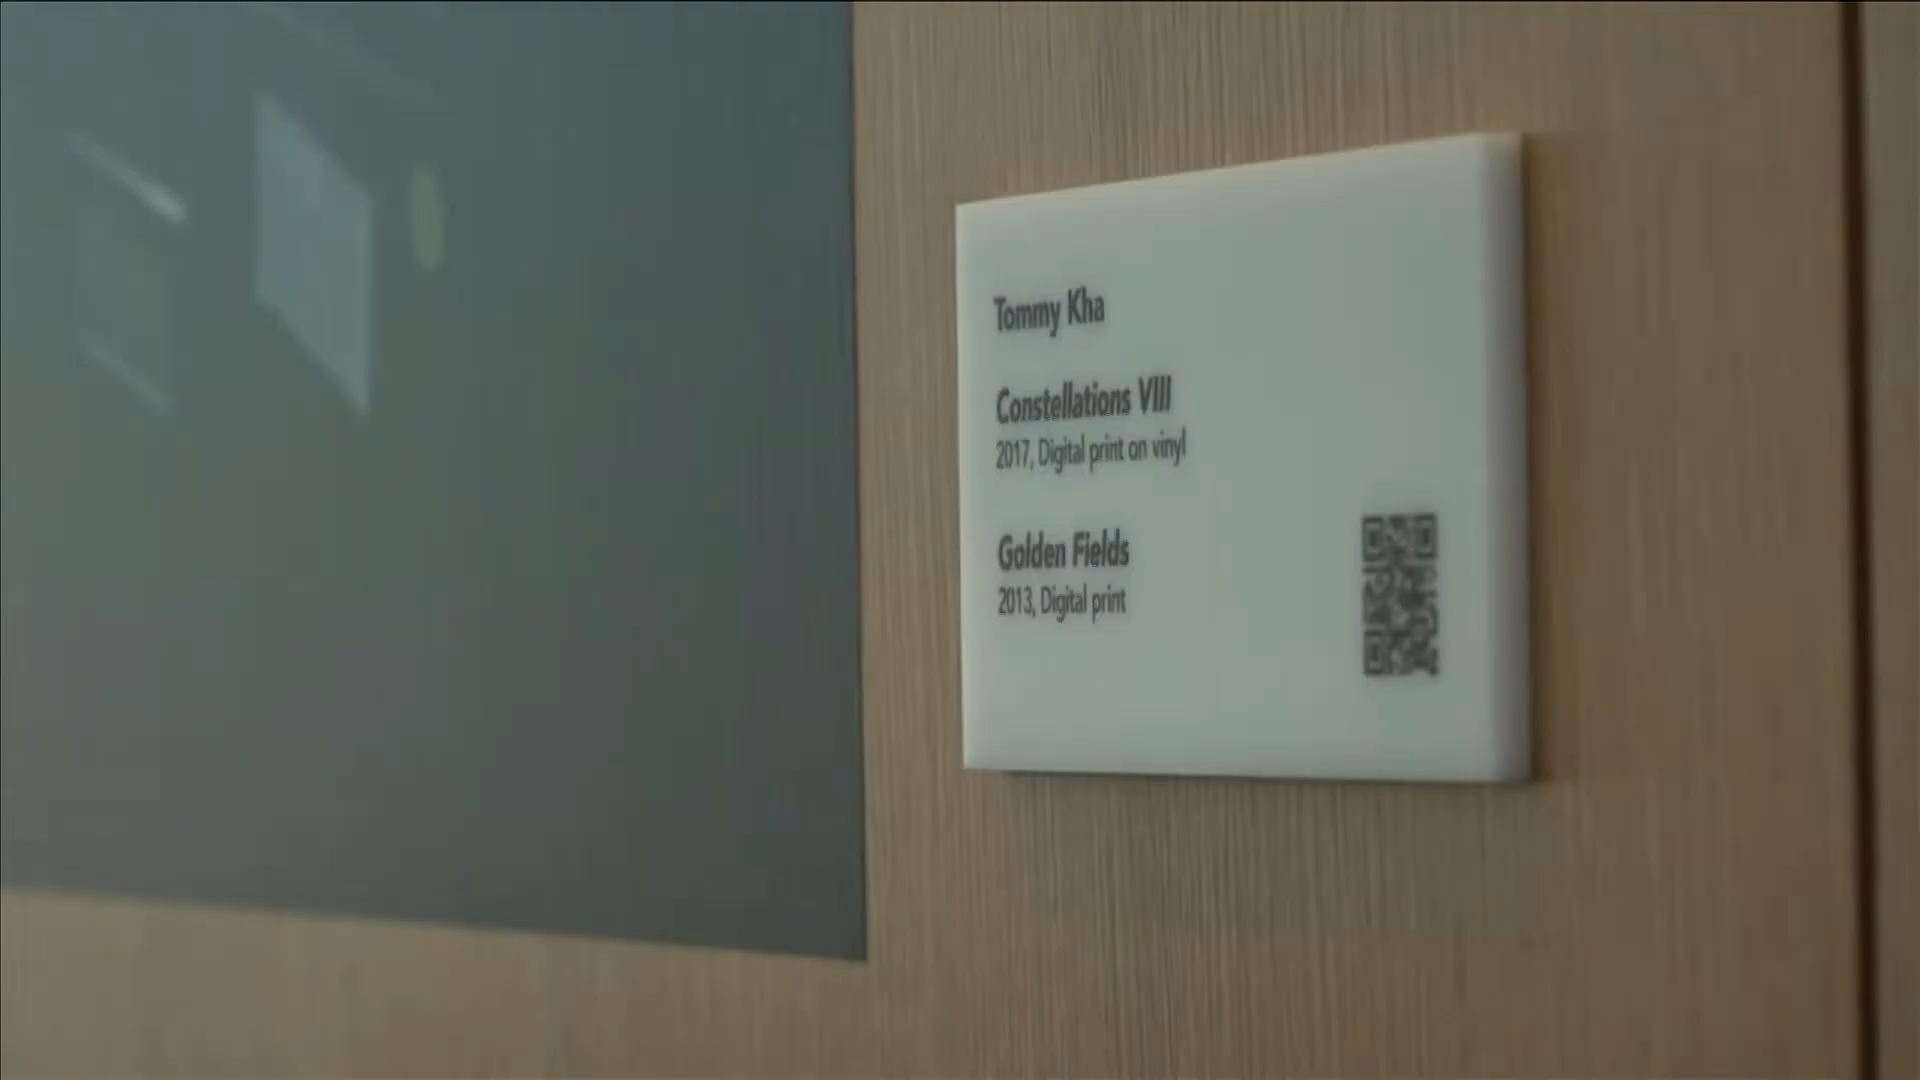 Tommy Kha
Constellations VIII
2017, Digital print on vinyl
Golden Fields
2013, Digital print